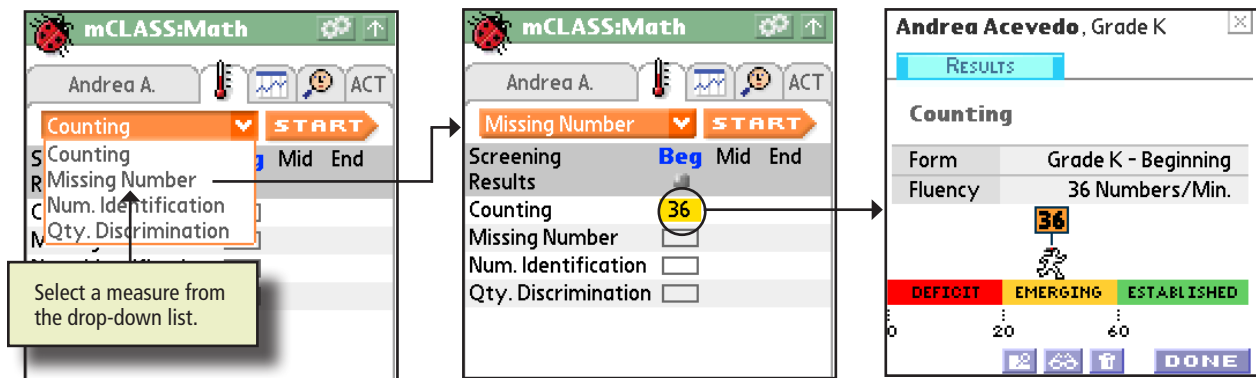 mCLASS:Math
Andrea A.
ACT
Counting
START
Counting
Missing Number
Num. Identification
Qty. Discrimination
Mid End
Select a measure from
the drop-down list.
mCLASS:Math
Andrea A.
ACT
Missing Number
START
Screening Beg Mid End
Results
Counting 36
Missing Number
Num. Identification
Qty. Discrimination
Andrea Acevedo, Grade K
RESULTS
Counting
Form Grade K - Beginning
Fluency 36 Numbers/Min.
36
DEFICIT EMERGING ESTABLISHED
0 20 60
DONE